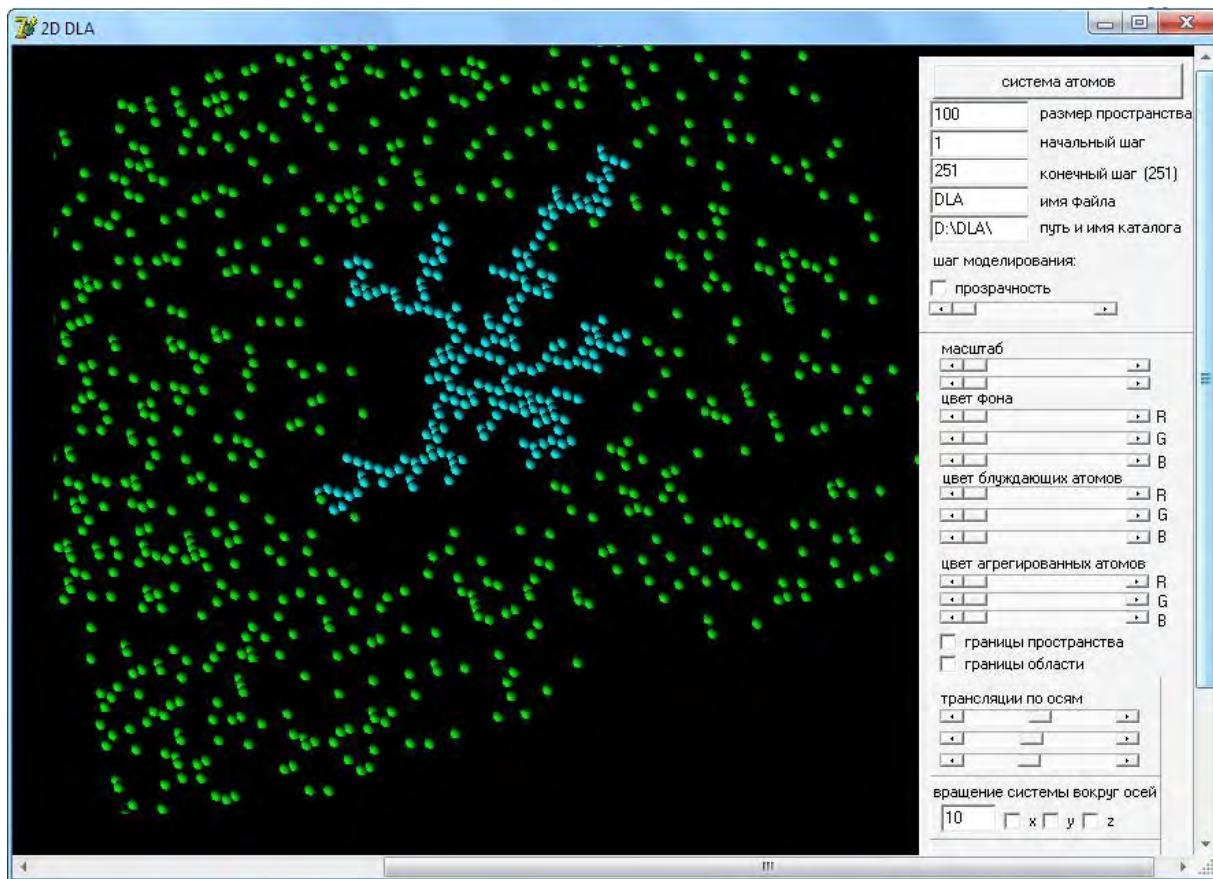 2D DLA
система атомов
100 размер пространства
1 начальный шаг
251 конечный шаг (251)
DLA имя файла
D:\DLA\ путь и имя каталога
шаг моделирования:
прозрачность
масштаб
цвет фона
R
G
B
цвет блуждающих атомов
R
G
B
цвет агрегированных атомов
R
G
B
границы пространства
границы области
трансляции по осям
вращение системы вокруг осей
10 x y z